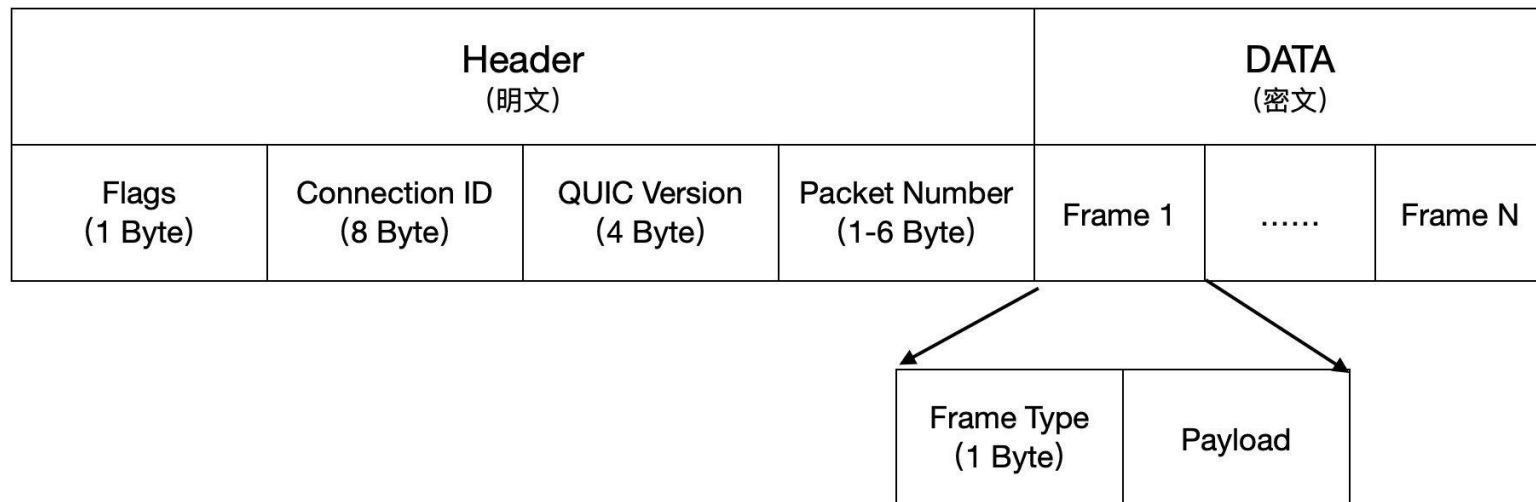 Header
（明文）
DATA
（密文）
Flags
（1 Byte）
Connection ID
（8 Byte）
QUIC Version
（4 Byte）
Packet Number
（1-6 Byte）
Frame 1
......
Frame N
Frame Type
（1 Byte）
Payload